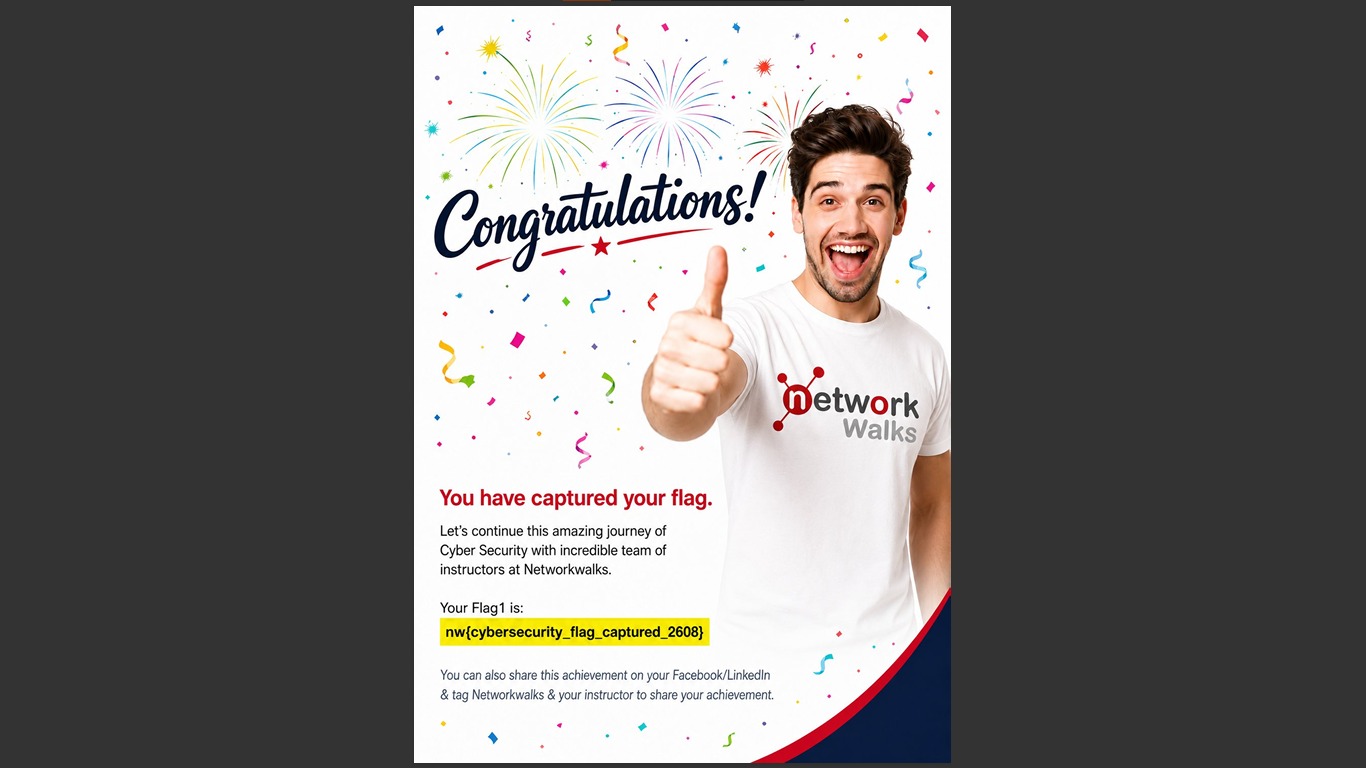 Congratulations!
network
Walks
You have captured your flag.
Let's continue this amazing journey of
Cyber Security with incredible team of
instructors at Networkwalks.
Your Flag1 is:
nw{cybersecurity_flag_captured_2608}
You can also share this achievement on your Facebook/LinkedIn
& tag Networkwalks & your instructor to share your achievement.